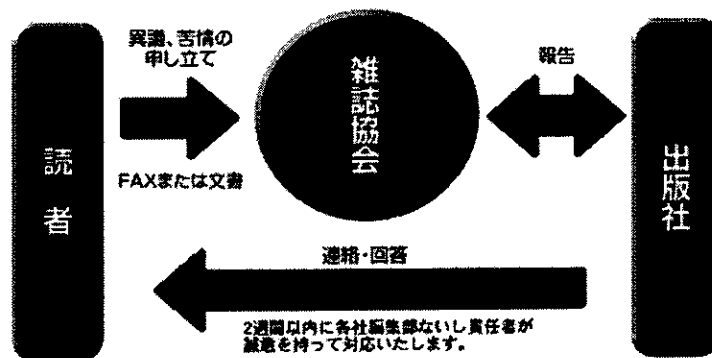 異議、苦情の
申し立て
雑誌協会
報告
読者
FAXまたは文書
出版社
連絡・回答
2週間以内に各社編集部ないし責任者が
誠意を持って対応いたします。